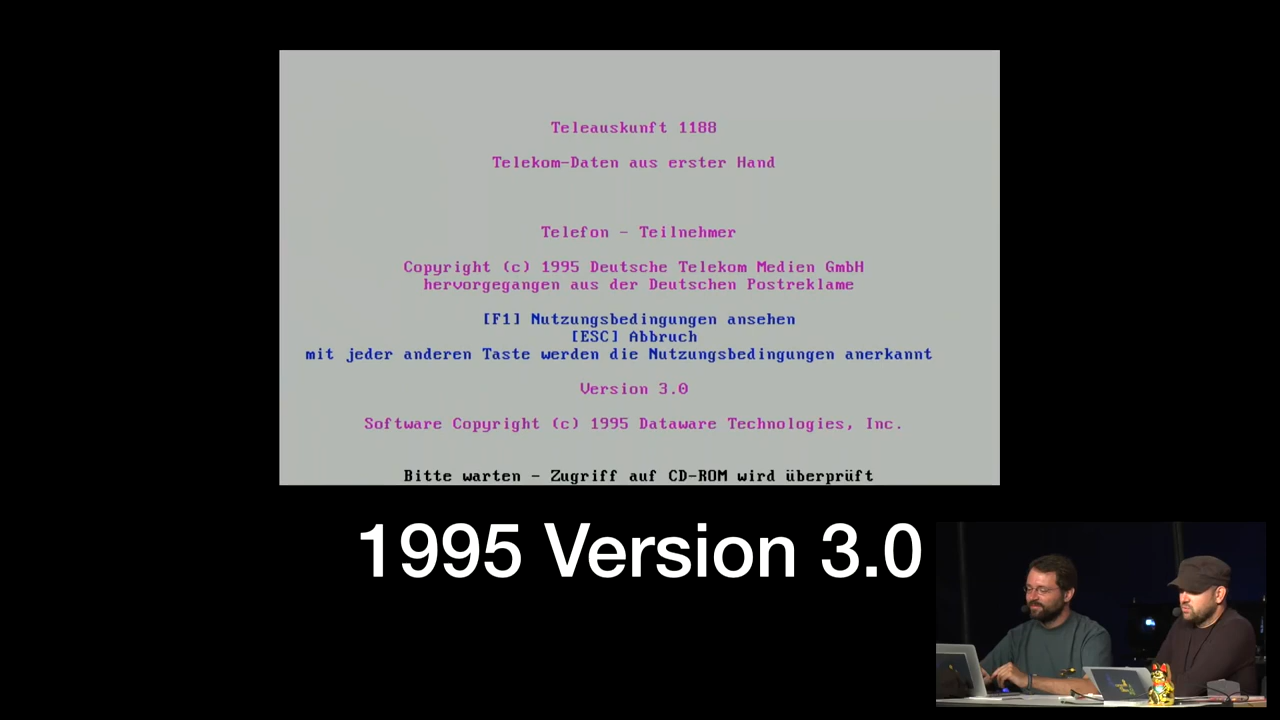 Teleauskunft 1188
Telekom-Daten aus erster Hand
Telefon - Teilnehmer
Copyright (c) 1995 Deutsche Telekom Medien GmbH
hervorgegangen aus der Deutschen Postreklame
[F1] Nutzungsbedingungen ansehen
[ESC] Abbruch
mit jeder anderen Taste werden die Nutzungsbedingungen anerkannt
Version 3.0
Software Copyright (c) 1995 Dataware Technologies, Inc.
Bitte warten - Zugriff auf CD-ROM wird überprüft
1995 Version 3.0